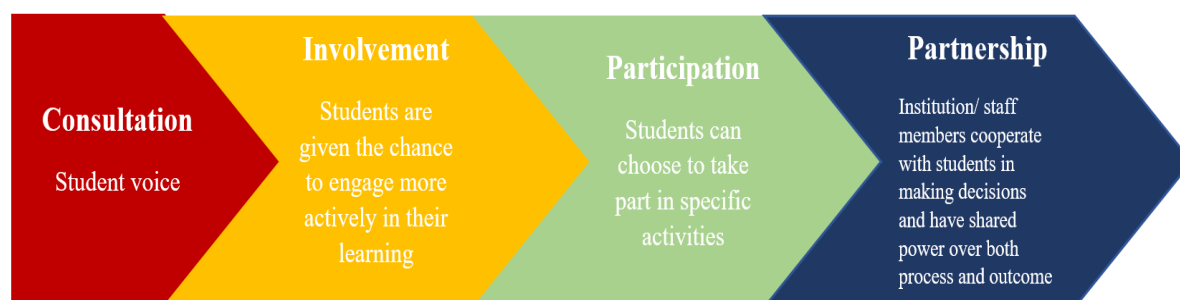 Consultation
Student voice
Involvement
Students are
given the chance
to engage more
actively in their
learning
Participation
Students can
choose to take
part in specific
activities
Partnership
Institution/ staff
members cooperate
with students in
making decisions
and have shared
power over both
process and outcome